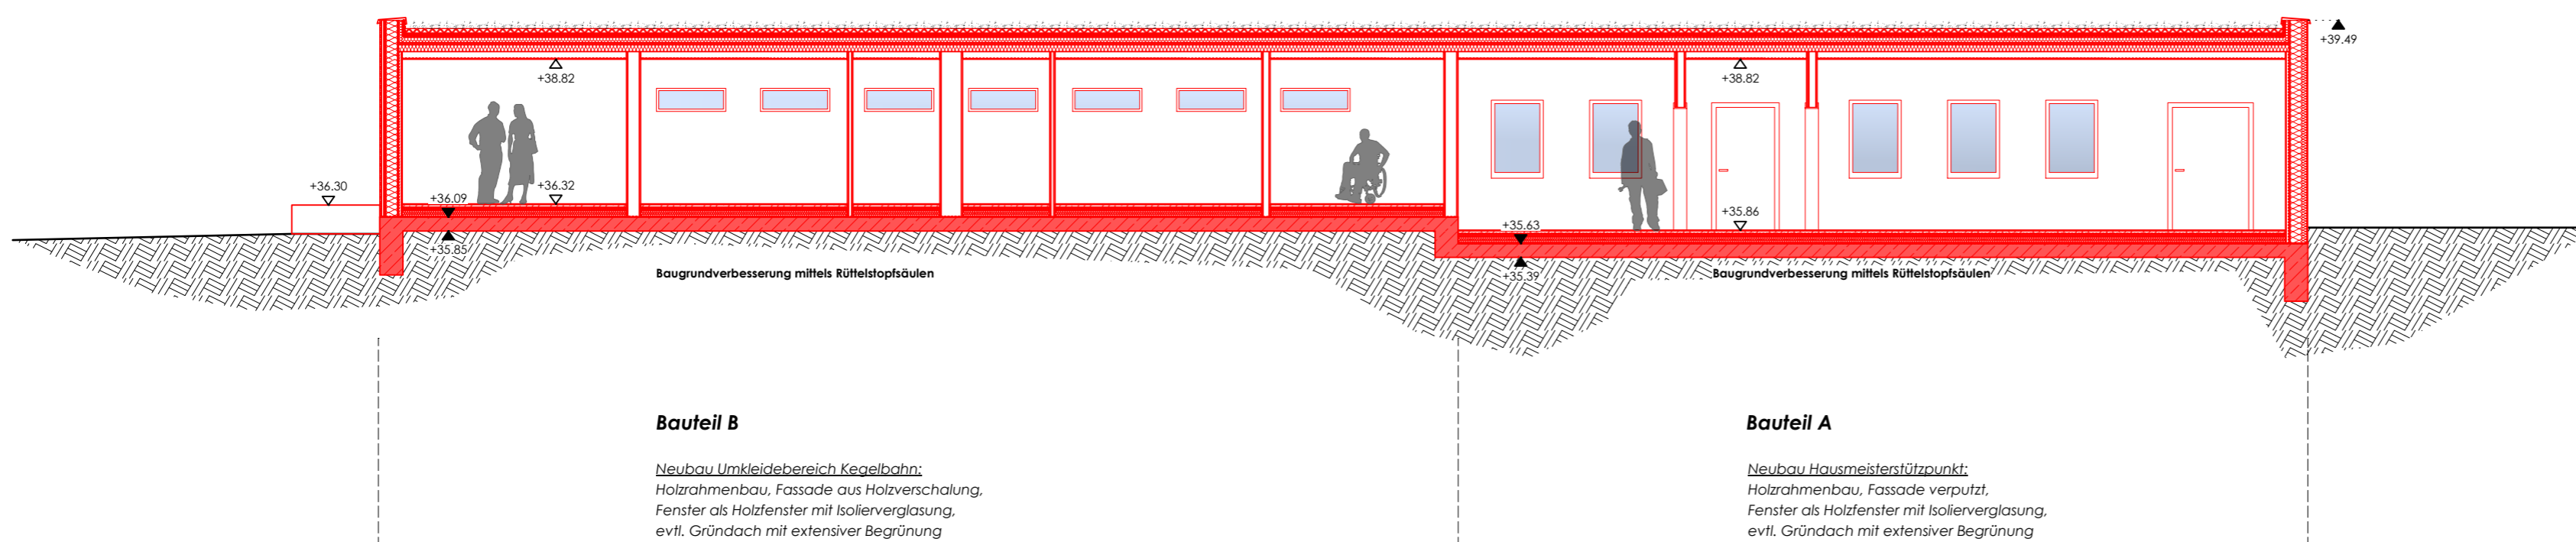 +39.49
+38.82
+38.82
+36.30
+36.09
+36.32
+35.85
+35.63
+35.86
+35.39
Baugrundverbesserung mittels Rüttelstopfsäulen
Baugrundverbesserung mittels Rüttelstopfsäulen
Bauteil B
Neubau Umkleidebereich Kegelbahn:
Holzrahmenbau, Fassade aus Holzverschalung,
Fenster als Holzfenster mit Isolierverglasung,
evtl. Gründach mit extensiver Begrünung
Bauteil A
Neubau Hausmeisterstützpunkt:
Holzrahmenbau, Fassade verputzt,
Fenster als Holzfenster mit Isolierverglasung,
evtl. Gründach mit extensiver Begrünung